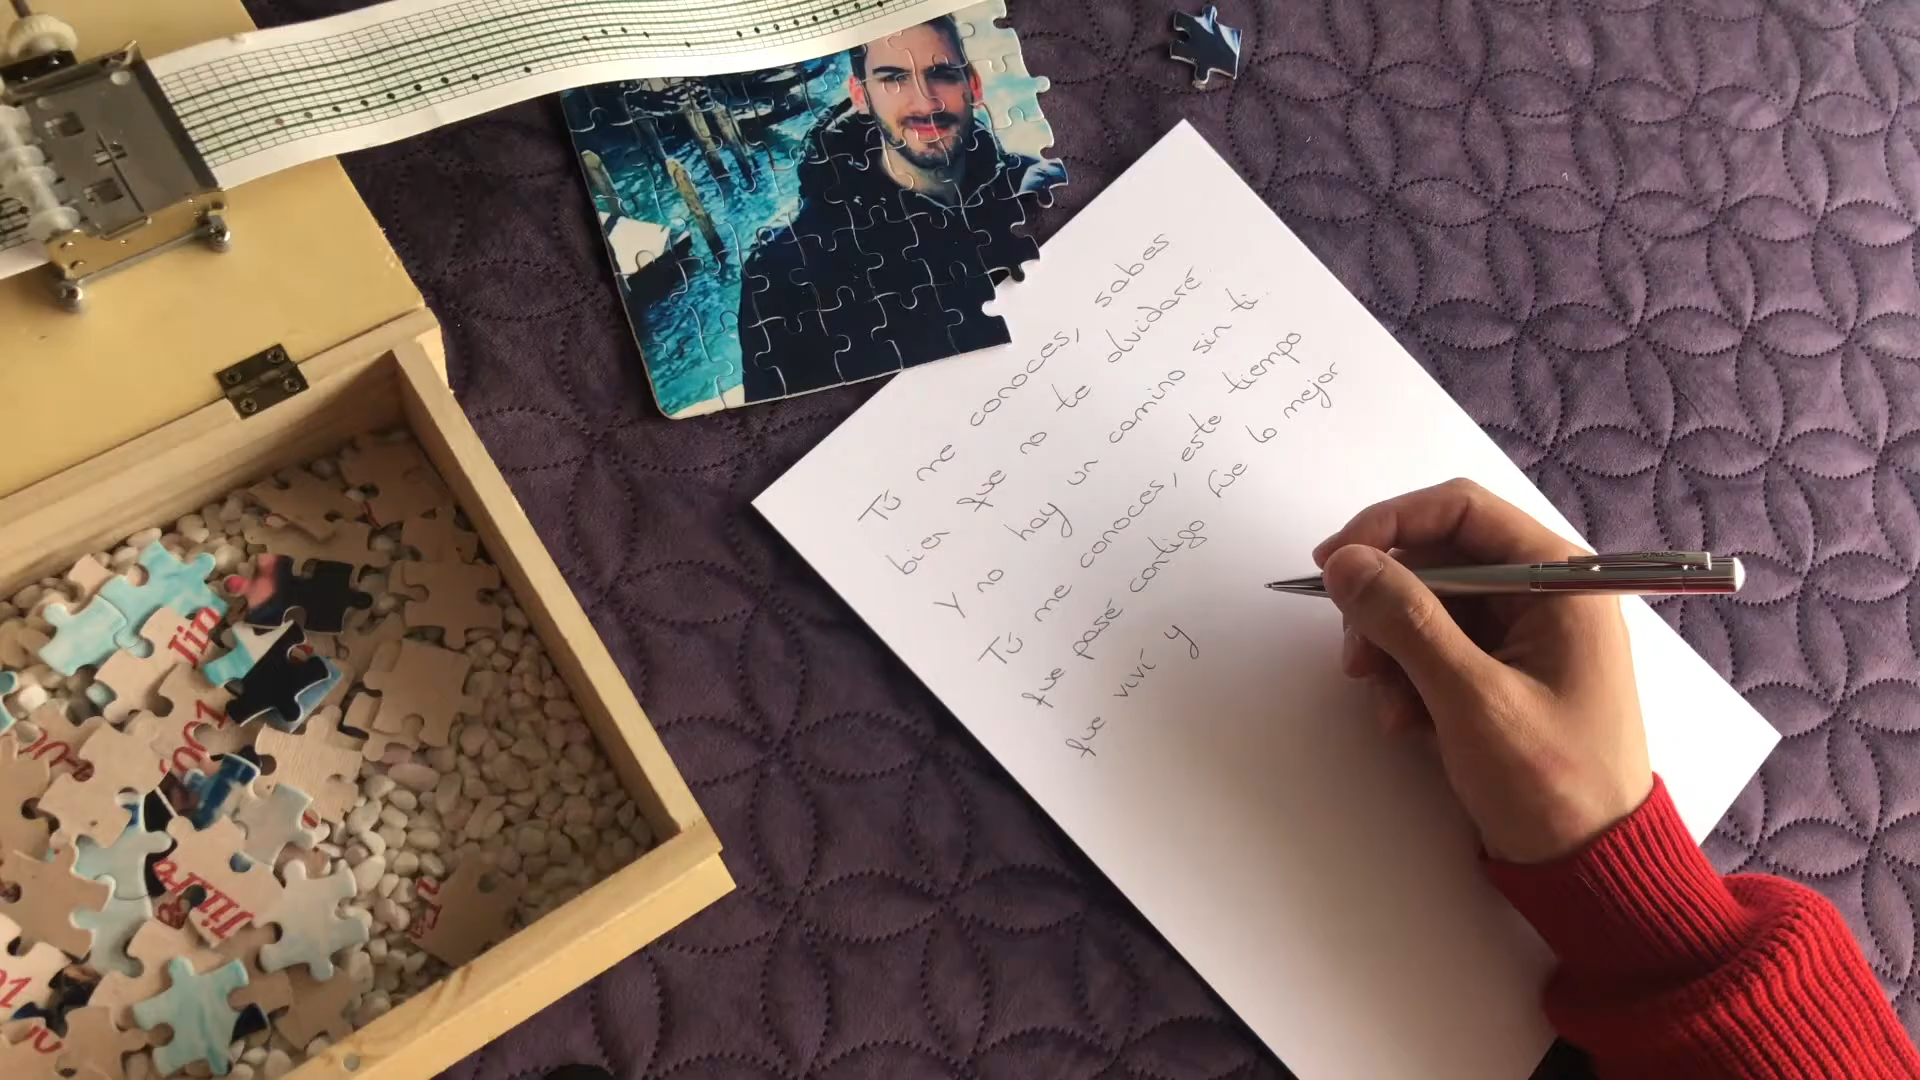 Tú me conoces, sabes
bien que no te olvidaré
Y no hay un camino sin ti.
Tú me conoces, este tiempo
que pasé contigo fue lo mejor
que viví y
Jin